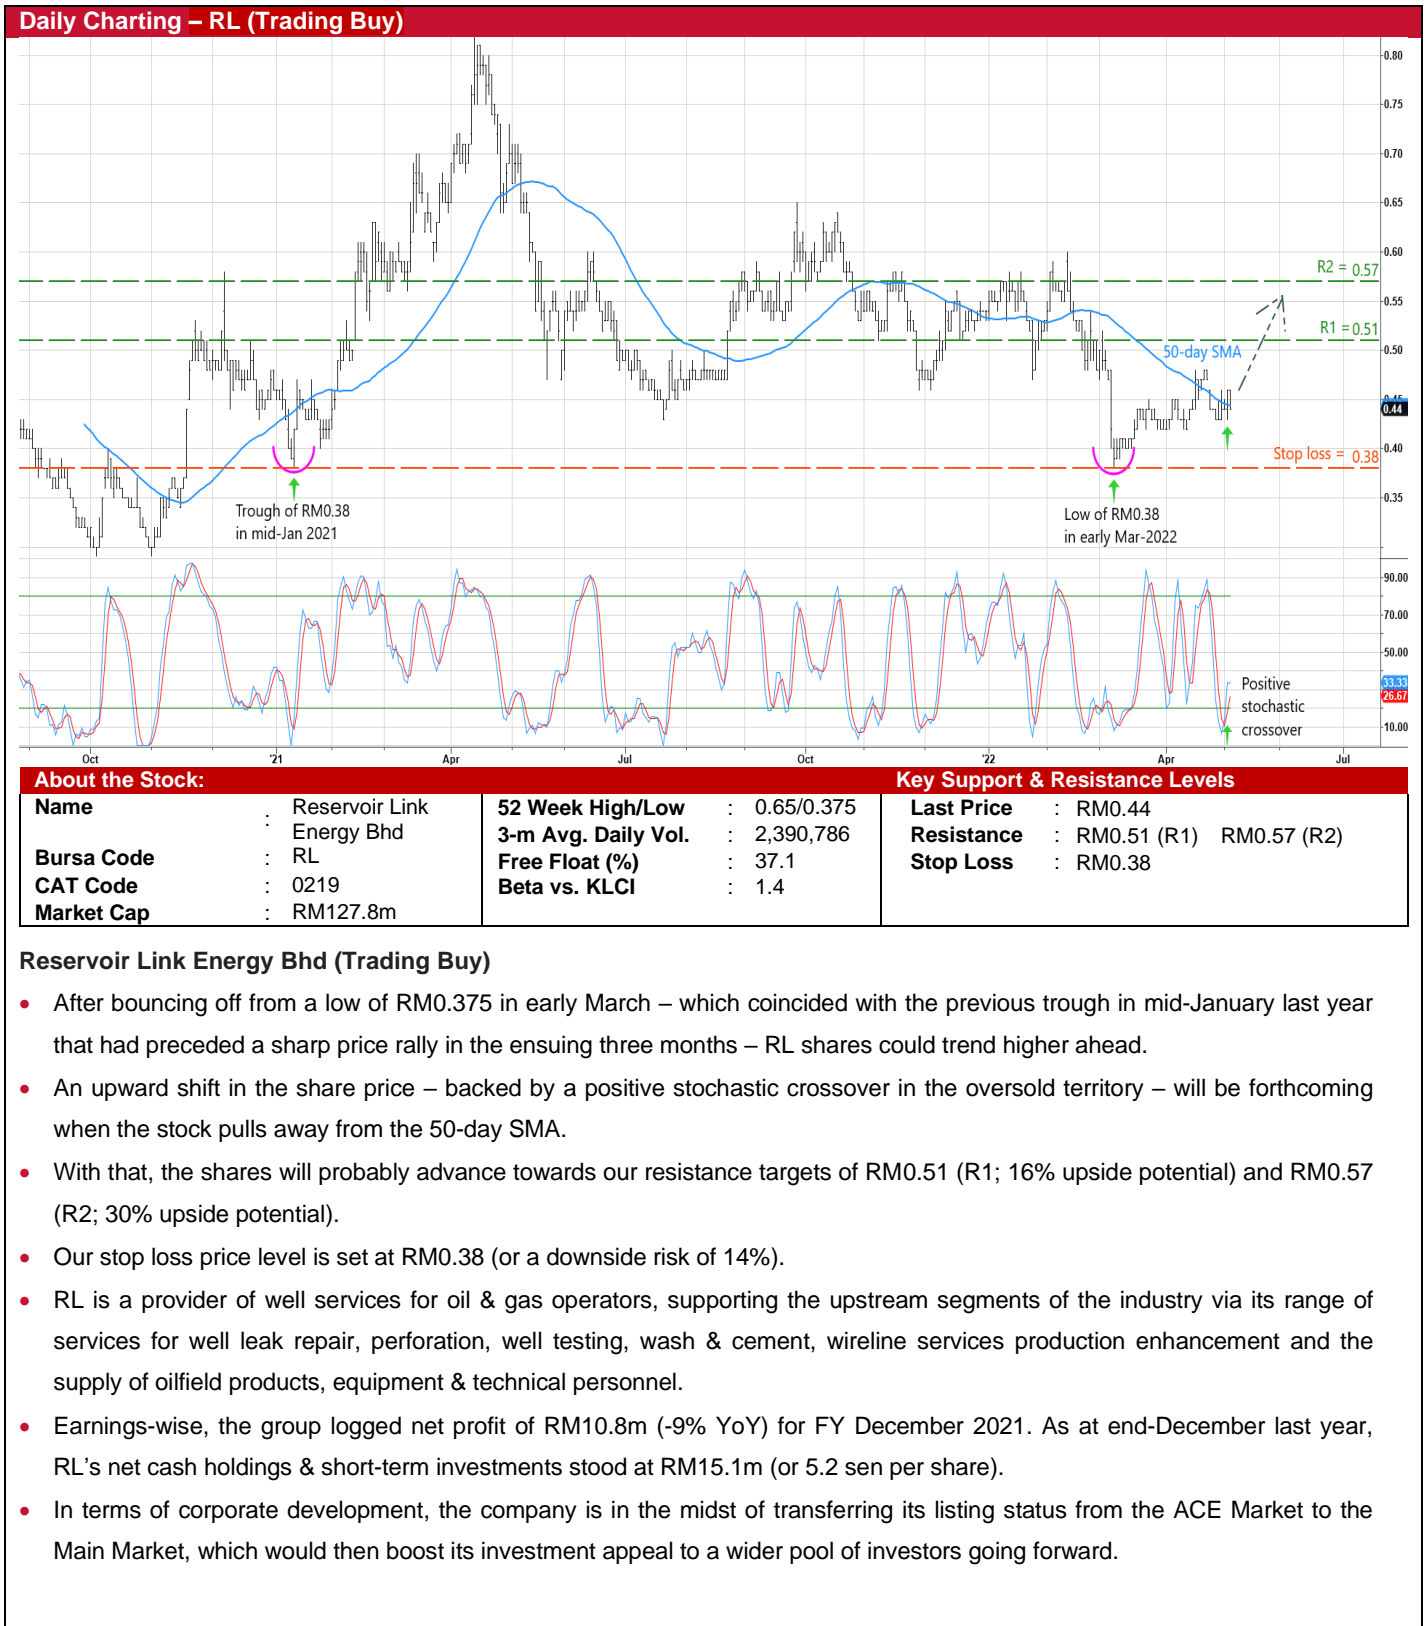 Daily Charting – RL (Trading Buy)
0.80
0.75
0.70
0.65
0.60
R2 = 0.57
0.55
R1 = 0.51
0.50
50-day SMA
0.45
0.44
0.40
Stop loss = 0.38
0.35
Trough of RM0.38
in mid-Jan 2021
Low of RM0.38
in early Mar-2022
90.00
70.00
50.00
33.33
26.67
10.00
Positive
stochastic
crossover
Oct '21 Apr Jul Oct '22 Apr Jul
About the Stock:
Name : Reservoir Link
Energy Bhd
Bursa Code : RL
CAT Code : 0219
Market Cap : RM127.8m
52 Week High/Low : 0.65/0.375
3-m Avg. Daily Vol. : 2,390,786
Free Float (%) : 37.1
Beta vs. KLCI : 1.4
Key Support & Resistance Levels
Last Price : RM0.44
Resistance : RM0.51 (R1) RM0.57 (R2)
Stop Loss : RM0.38
Reservoir Link Energy Bhd (Trading Buy)
• After bouncing off from a low of RM0.375 in early March – which coincided with the previous trough in mid-January last year
that had preceded a sharp price rally in the ensuing three months – RL shares could trend higher ahead.
• An upward shift in the share price – backed by a positive stochastic crossover in the oversold territory – will be forthcoming
when the stock pulls away from the 50-day SMA.
• With that, the shares will probably advance towards our resistance targets of RM0.51 (R1; 16% upside potential) and RM0.57
(R2; 30% upside potential).
• Our stop loss price level is set at RM0.38 (or a downside risk of 14%).
• RL is a provider of well services for oil & gas operators, supporting the upstream segments of the industry via its range of
services for well leak repair, perforation, well testing, wash & cement, wireline services production enhancement and the
supply of oilfield products, equipment & technical personnel.
• Earnings-wise, the group logged net profit of RM10.8m (-9% YoY) for FY December 2021. As at end-December last year,
RL’s net cash holdings & short-term investments stood at RM15.1m (or 5.2 sen per share).
• In terms of corporate development, the company is in the midst of transferring its listing status from the ACE Market to the
Main Market, which would then boost its investment appeal to a wider pool of investors going forward.